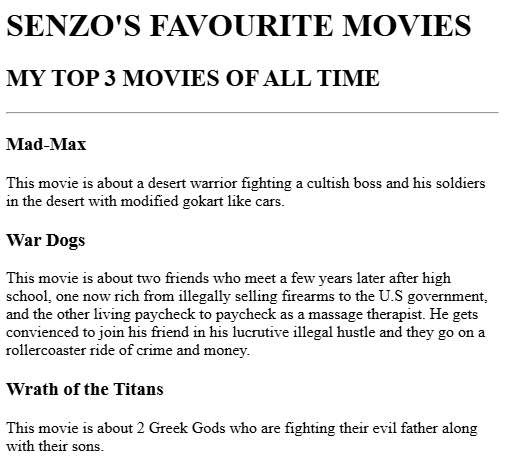 SENZO'S FAVOURITE MOVIES
MY TOP 3 MOVIES OF ALL TIME
Mad-Max
This movie is about a desert warrior fighting a cultish boss and his soldiers
in the desert with modified gokart like cars.
War Dogs
This movie is about two friends who meet a few years later after high
school, one now rich from illegally selling firearms to the U.S government,
and the other living paycheck to paycheck as a massage therapist. He gets
convienced to join his friend in his lucrutive illegal hustle and they go on a
rollercoaster ride of crime and money.
Wrath of the Titans
This movie is about 2 Greek Gods who are fighting their evil father along
with their sons.